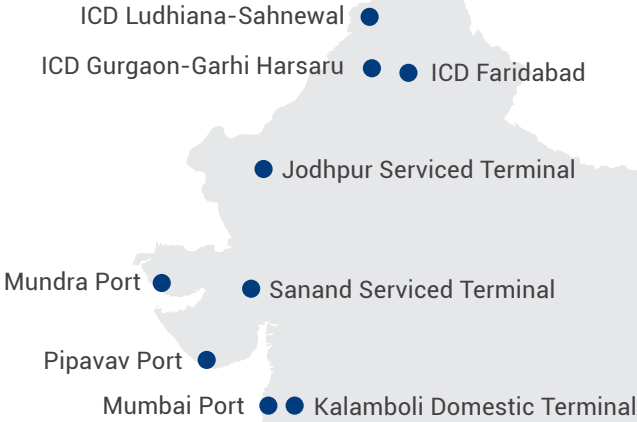 ICD Ludhiana-Sahnewal
ICD Gurgaon-Garhi Harsaru
ICD Faridabad
Jodhpur Serviced Terminal
Mundra Port
Sanand Serviced Terminal
Pipavav Port
Mumbai Port
Kalamboli Domestic Terminal